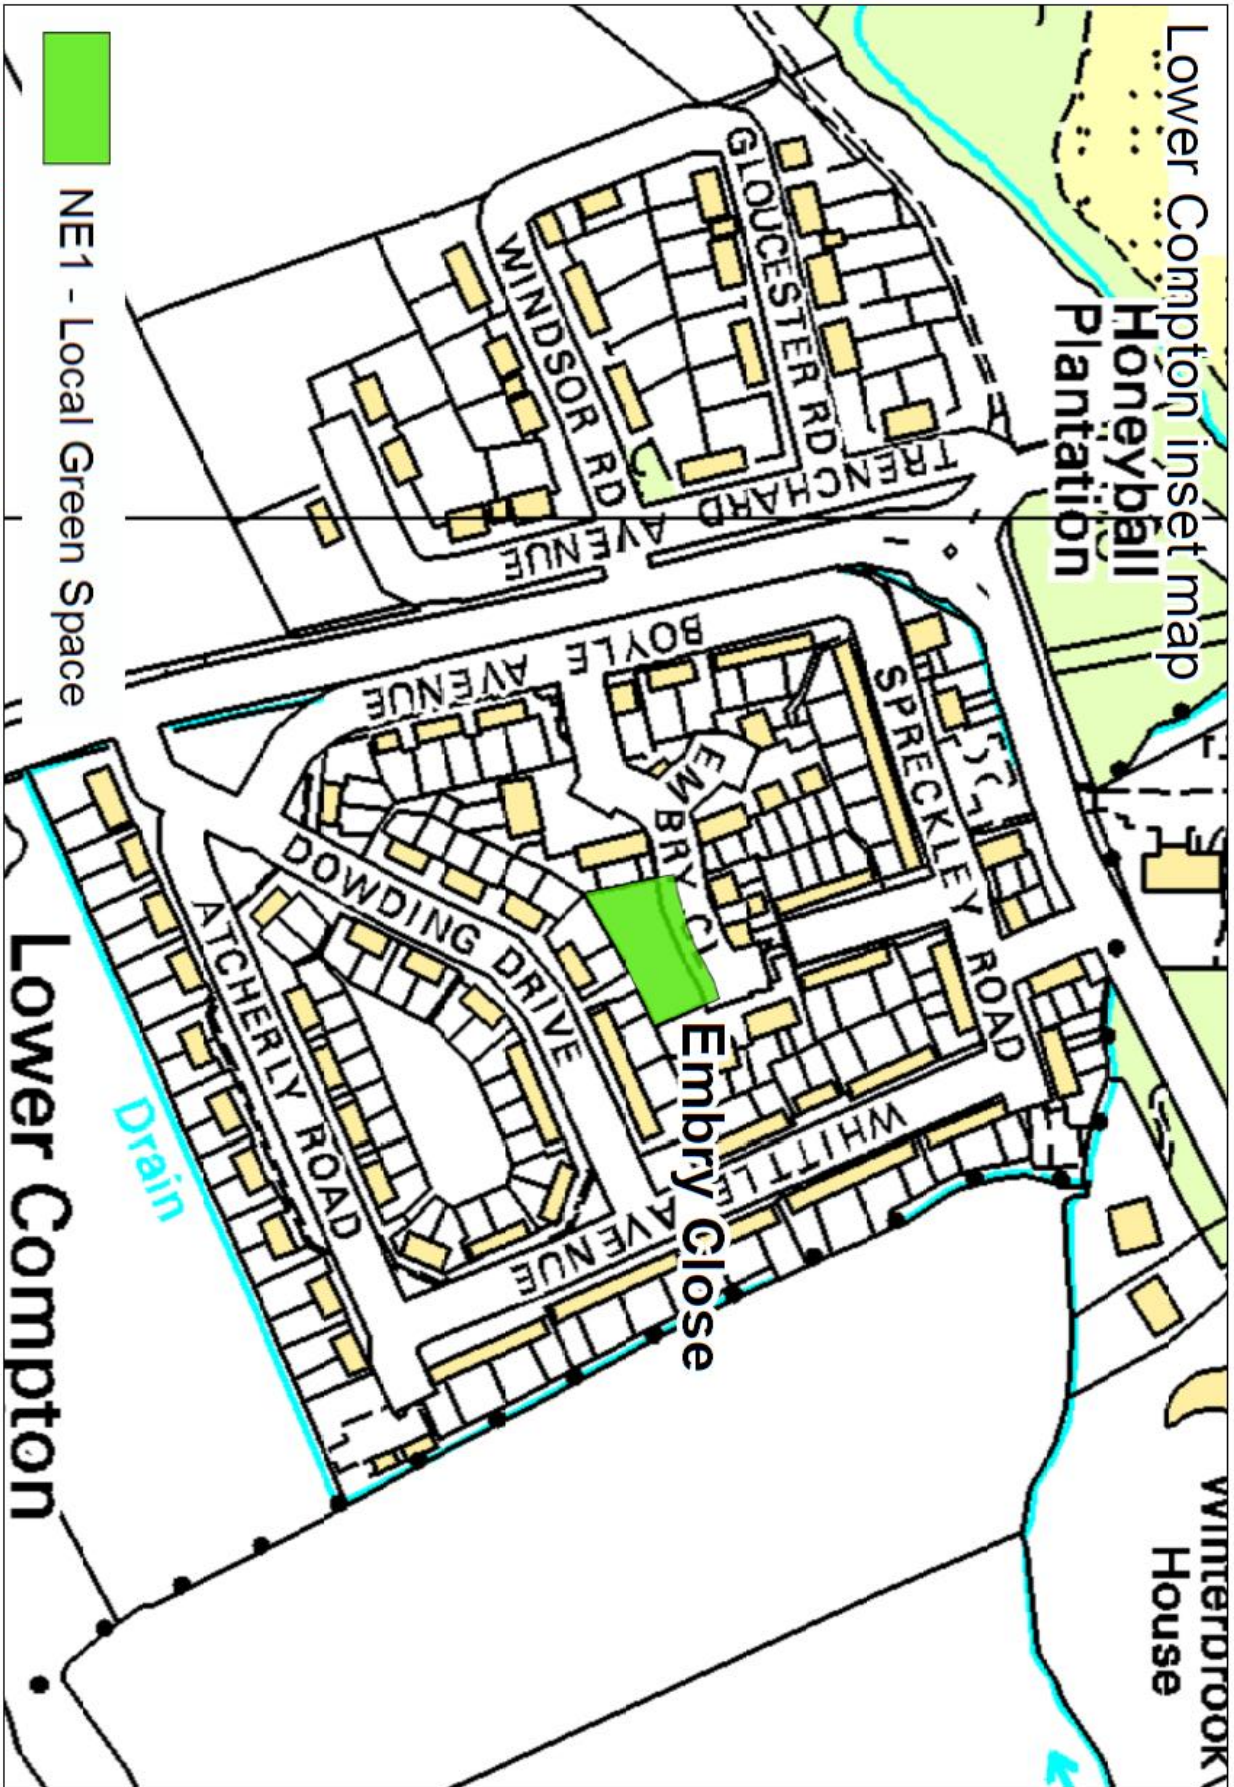 Lower Compton inset map
Honeyball
Plantation
Winterbrook
House
GLOUCESTER RD
TRENCHARD
AVENUE
WINDSOR RD
BOYLE
AVENUE
SPRECKLEY ROAD
EMBRY Cl
Embry Close
WHITTLE
AVENUE
DOWDING DRIVE
ATCHERLY ROAD
Drain
Lower Compton
NE1 - Local Green Space